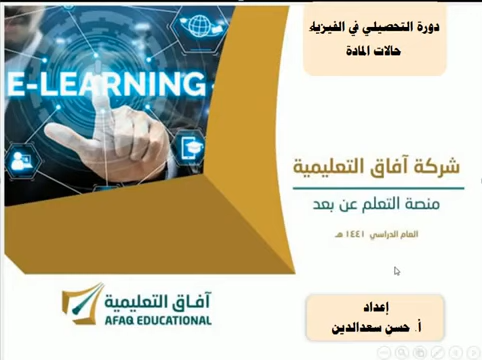 دورة التحصيلي في الفيزياء
حالات المادة
E-LEARNING
شركة آفاق التعليمية
منصة التعلم عن بعد
العام الدراسي ١٤٤١ هـ
آفاق التعليمية
AFAQ EDUCATIONAL
إعداد
أ. حسن سعدالدين